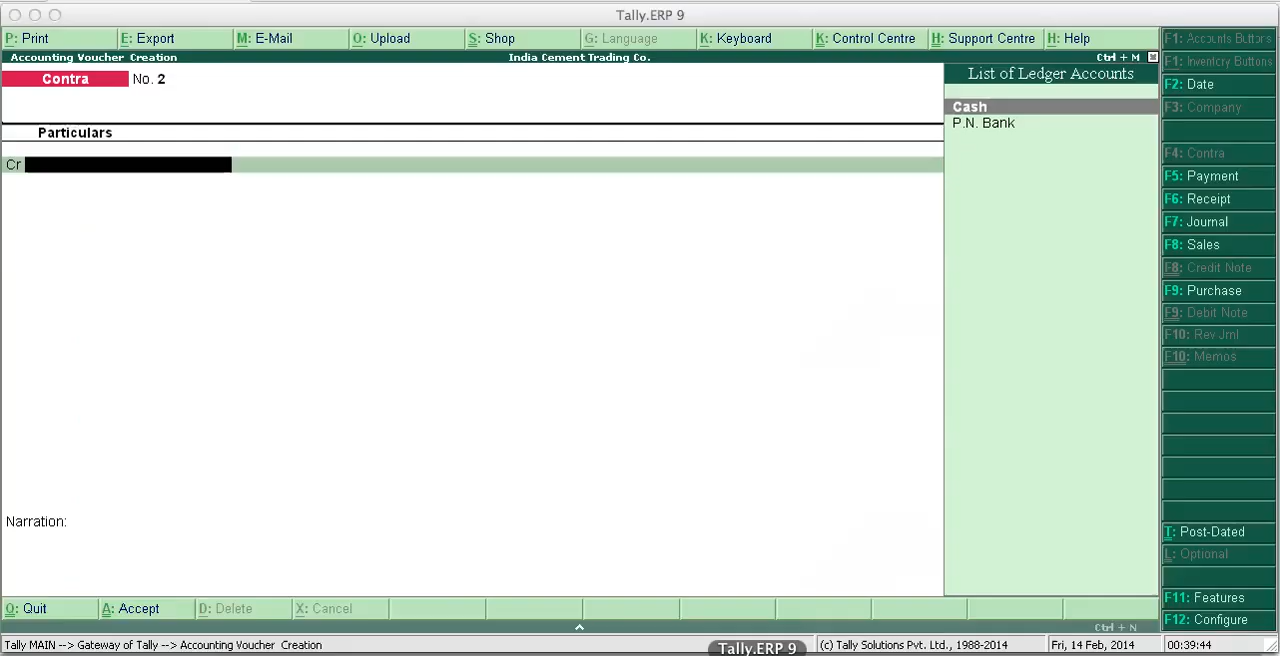 Tally.ERP 9
P: Print E: Export M: E-Mail O: Upload S: Shop G: Language K: Keyboard K: Control Centre H: Support Centre H: Help
Accounting Voucher Creation India Cement Trading Co. Ctrl + M
Contra No. 2
Particulars
Cr
Narration:
List of Ledger Accounts
Cash
P.N. Bank
F1: Accounts Buttons
F1: Inventory Buttons
F2: Date
F3: Company
F4: Contra
F5: Payment
F6: Receipt
F7: Journal
F8: Sales
F8: Credit Note
F9: Purchase
F9: Debit Note
F10: Rev Jrnl
F10: Memos
T: Post-Dated
L: Optional
F11: Features
F12: Configure
Q: Quit A: Accept D: Delete X: Cancel
Ctrl + N
Tally MAIN --> Gateway of Tally --> Accounting Voucher Creation Tally.ERP 9 (c) Tally Solutions Pvt. Ltd., 1988-2014 Fri, 14 Feb, 2014 00:39:44